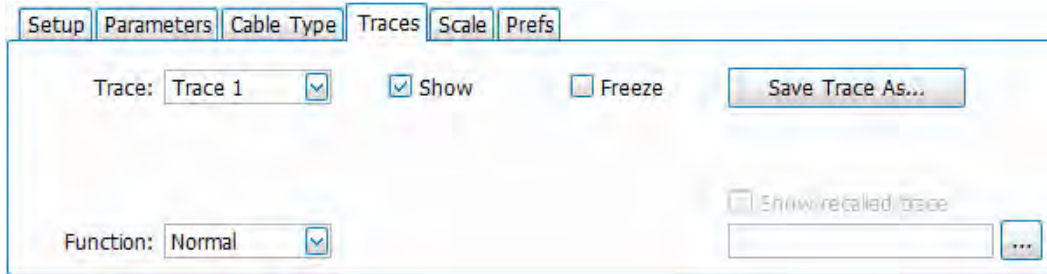 Setup Parameters Cable Type Traces Scale Prefs
Trace: Trace 1 Show Freeze Save Trace As...
Show recalled trace
Function: Normal ...